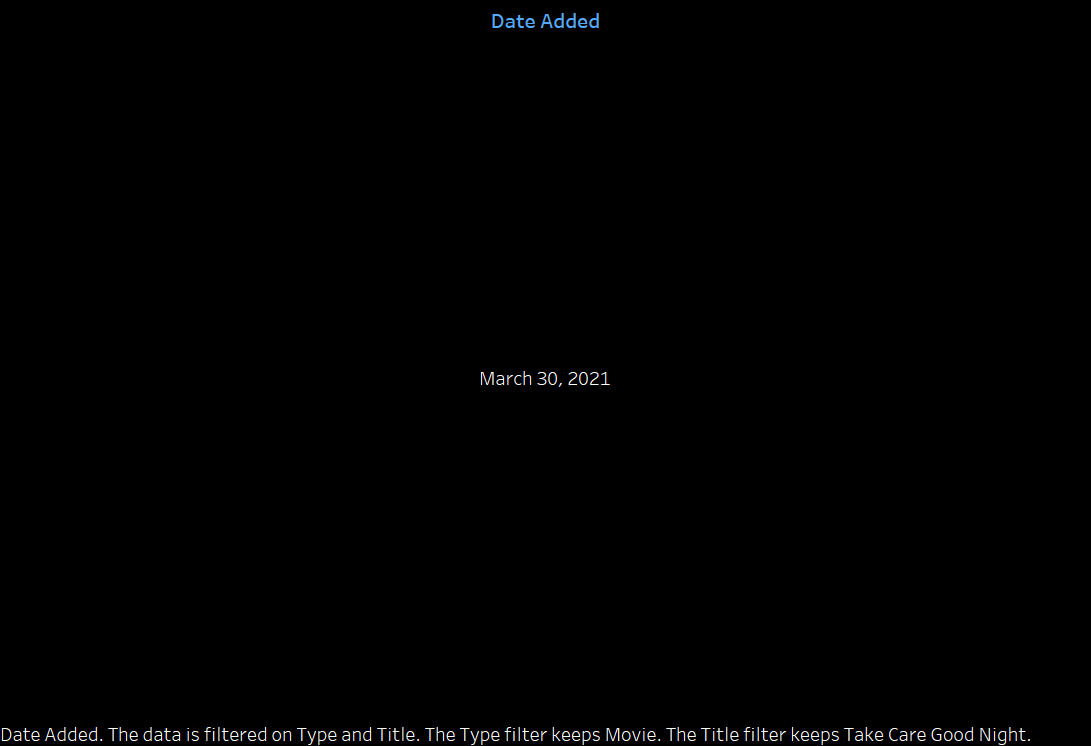 Date Added
March 30, 2021
Date Added. The data is filtered on Type and Title. The Type filter keeps Movie. The Title filter keeps Take Care Good Night.